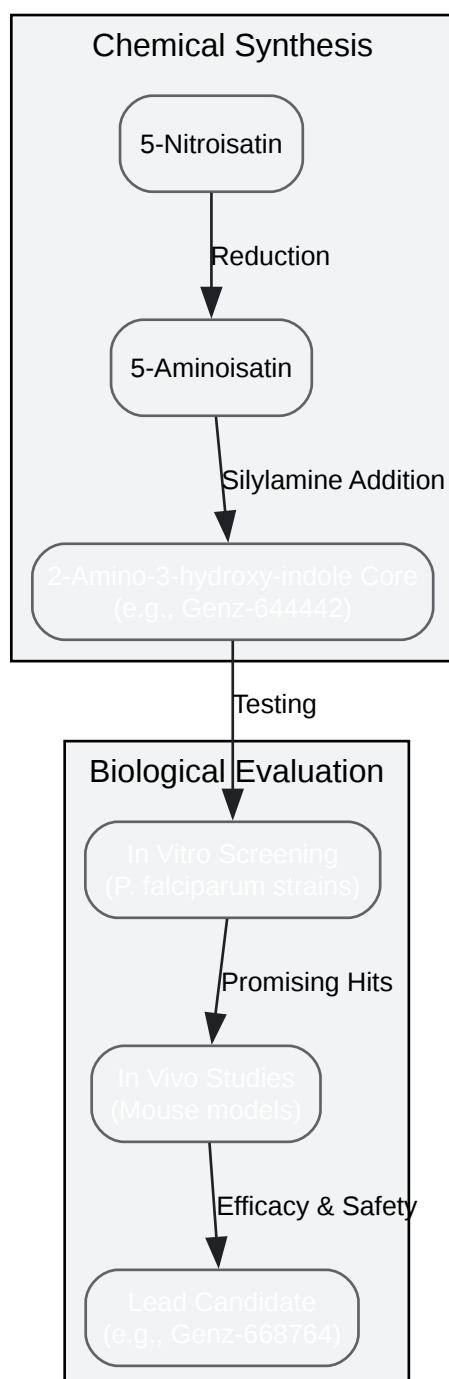 Chemical Synthesis
5-Nitroisatin
Reduction
5-Aminoisatin
Silylamine Addition
2-Amino-3-hydroxy-indole Core
(e.g., Genz-644442)
Testing
Biological Evaluation
In Vitro Screening
(P. falciparum strains)
Promising Hits
In Vivo Studies
(Mouse models)
Efficacy & Safety
Lead Candidate
(e.g., Genz-668764)